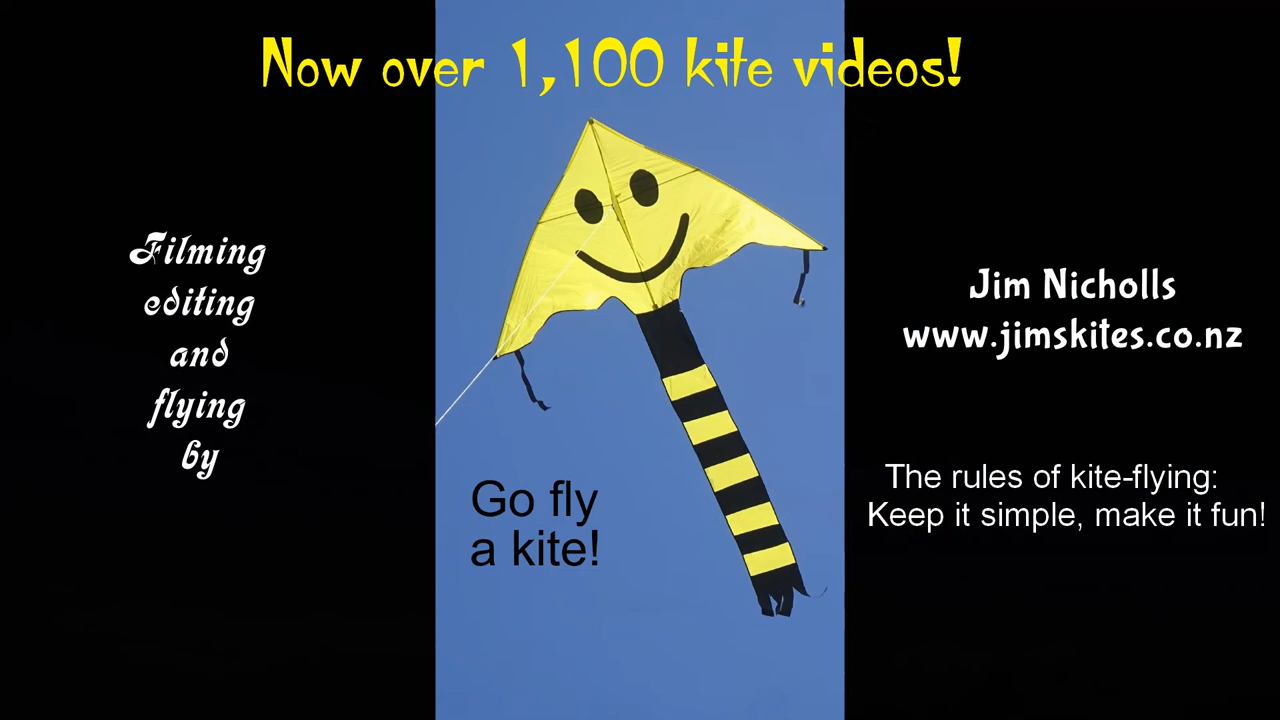 Now over 1,100 kite videos!
Filming
editing
and
flying
by
Jim Nicholls
www.jimskites.co.nz
Go fly
a kite!
The rules of kite-flying:
Keep it simple, make it fun!